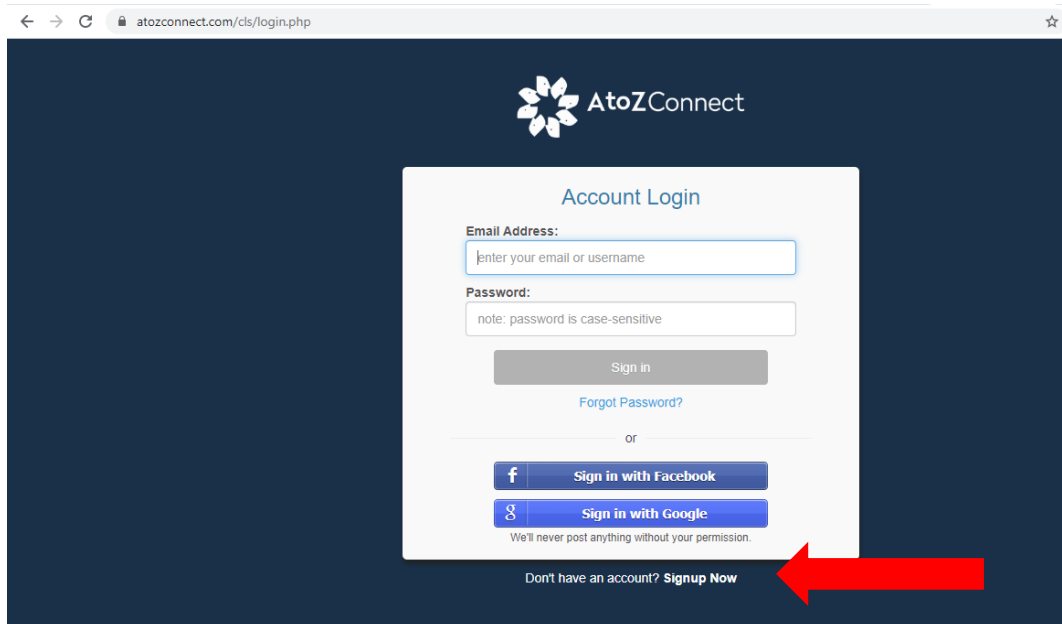 atozconnect.com/cls/login.php
AtoZConnect
Account Login
Email Address:
enter your email or username
Password:
note: password is case-sensitive
Sign in
Forgot Password?
or
f Sign in with Facebook
g Sign in with Google
We'll never post anything without your permission.
Don't have an account? Signup Now